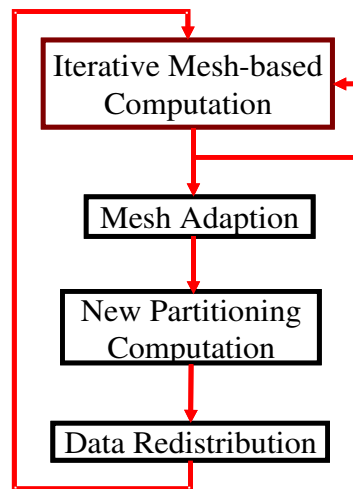 Iterative Mesh-based
Computation
Mesh Adaption
New Partitioning
Computation
Data Redistribution